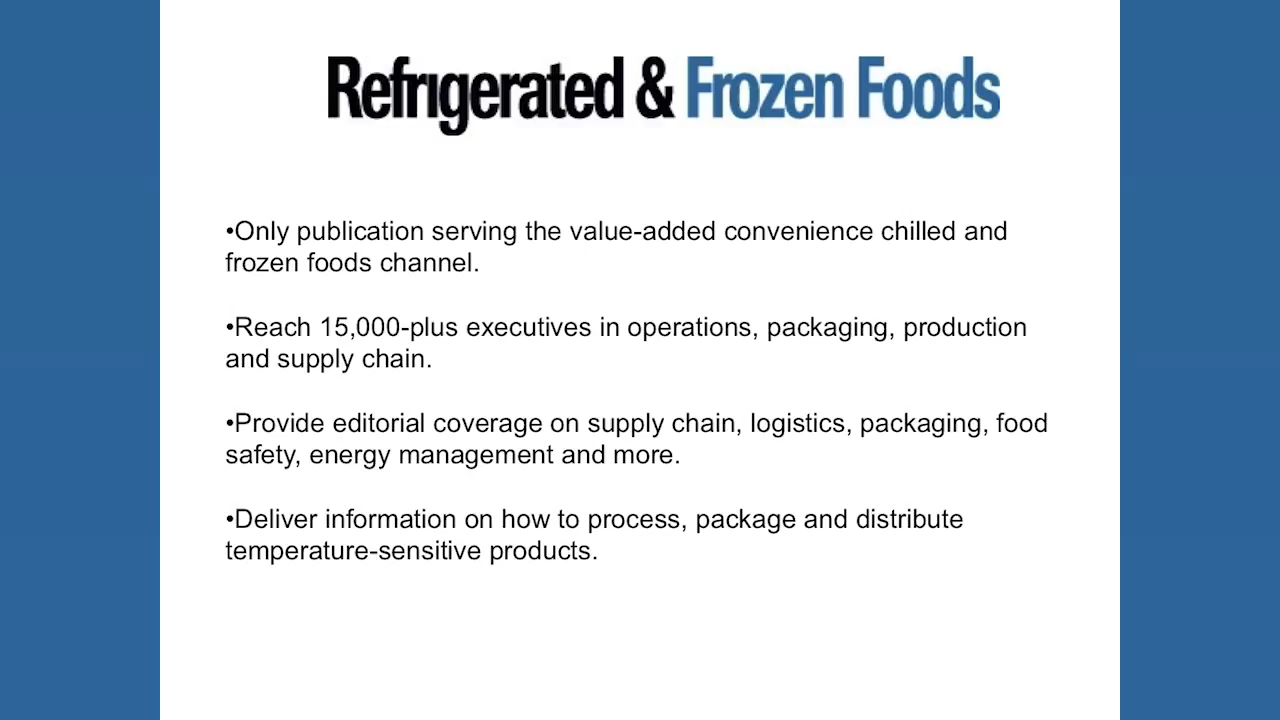 Refrigerated & Frozen Foods
•Only publication serving the value-added convenience chilled and
frozen foods channel.
•Reach 15,000-plus executives in operations, packaging, production
and supply chain.
•Provide editorial coverage on supply chain, logistics, packaging, food
safety, energy management and more.
•Deliver information on how to process, package and distribute
temperature-sensitive products.